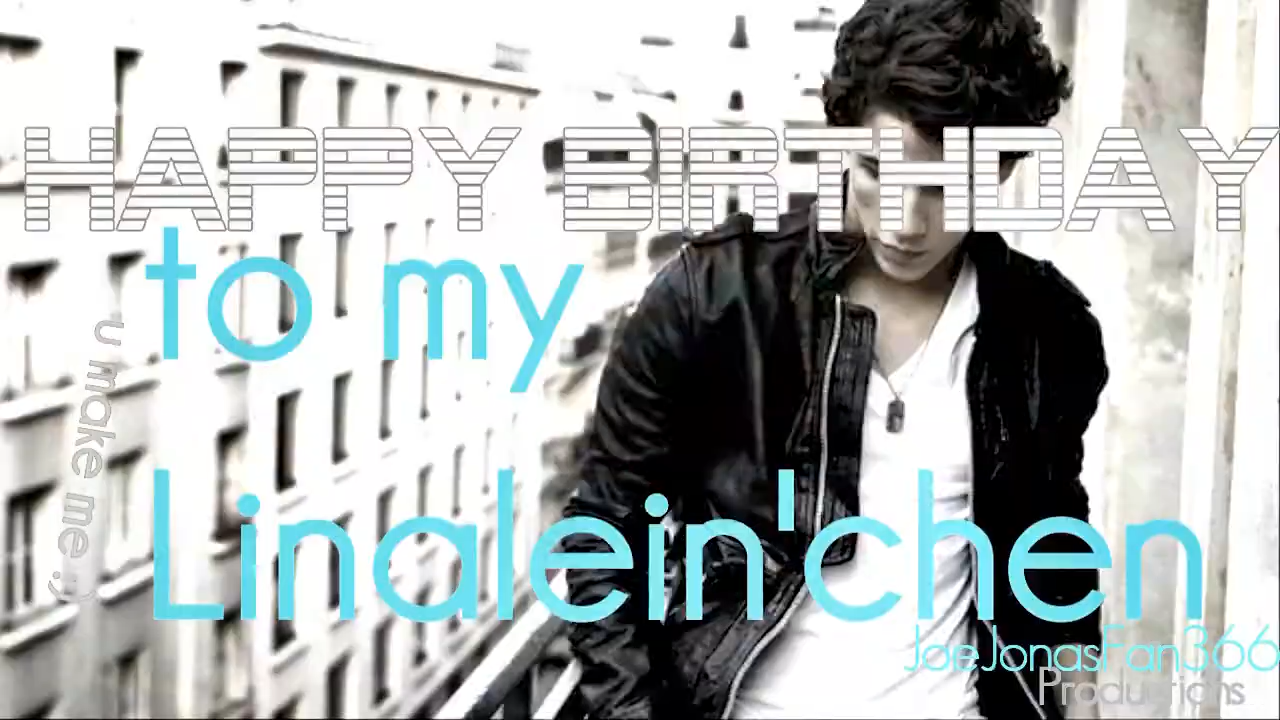 HAPPY BIRTHDAY
to my
u make me :)
Linalein'chen
JoeJonasFan366
Productions